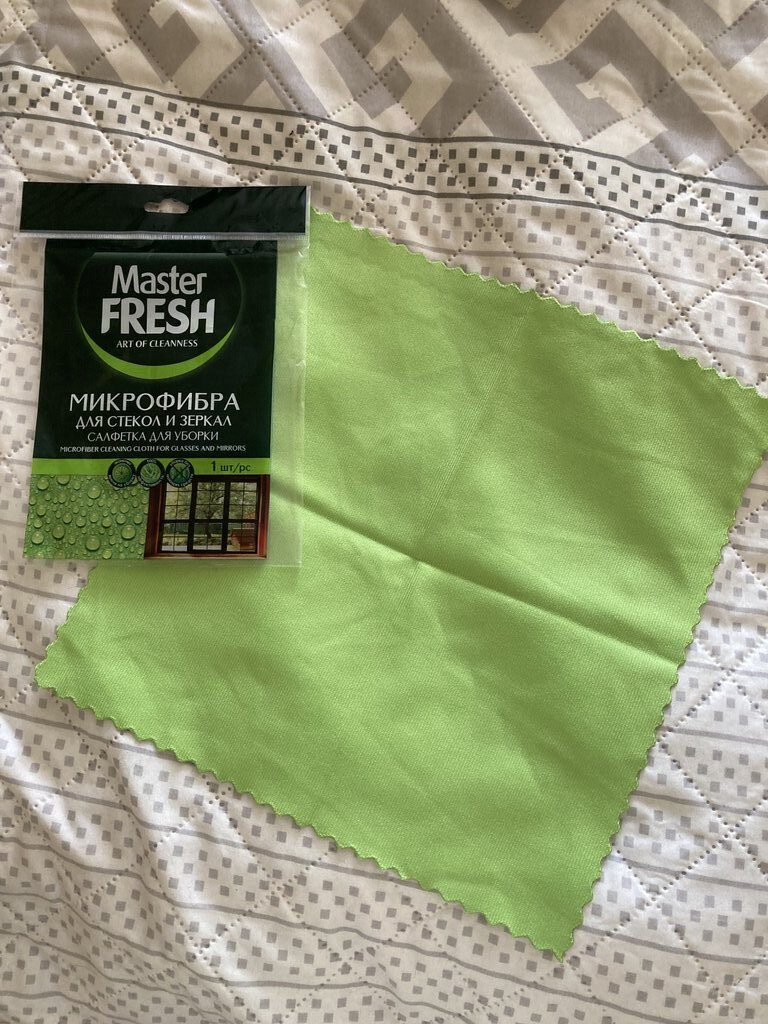 Master
FRESH
ART OF CLEANNESS
МИКРОФИБРА
ДЛЯ СТЕКОЛ И ЗЕРКАЛ
САЛФЕТКА ДЛЯ УБОРКИ
MICROFIBER CLEANING CLOTH FOR GLASSES AND MIRRORS
1 шт/pc